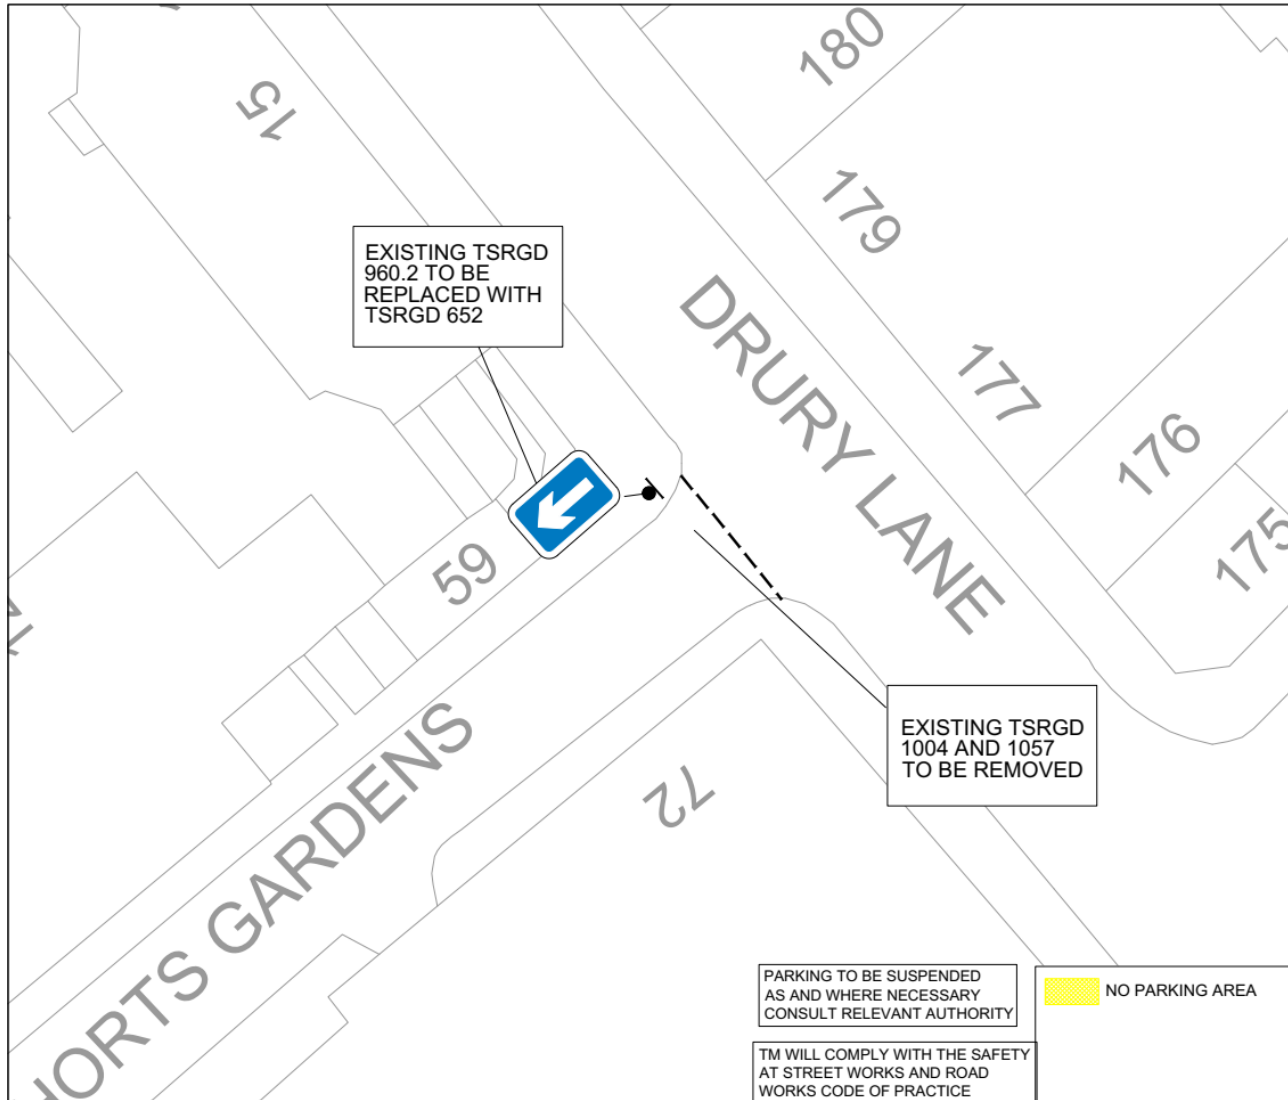 180
15
179
EXISTING TSRGD
960.2 TO BE
REPLACED WITH
TSRGD 652
DRURY LANE
177
176
175
59
EXISTING TSRGD
1004 AND 1057
TO BE REMOVED
72
HORTS GARDENS
PARKING TO BE SUSPENDED
AS AND WHERE NECESSARY
CONSULT RELEVANT AUTHORITY
NO PARKING AREA
TM WILL COMPLY WITH THE SAFETY
AT STREET WORKS AND ROAD
WORKS CODE OF PRACTICE